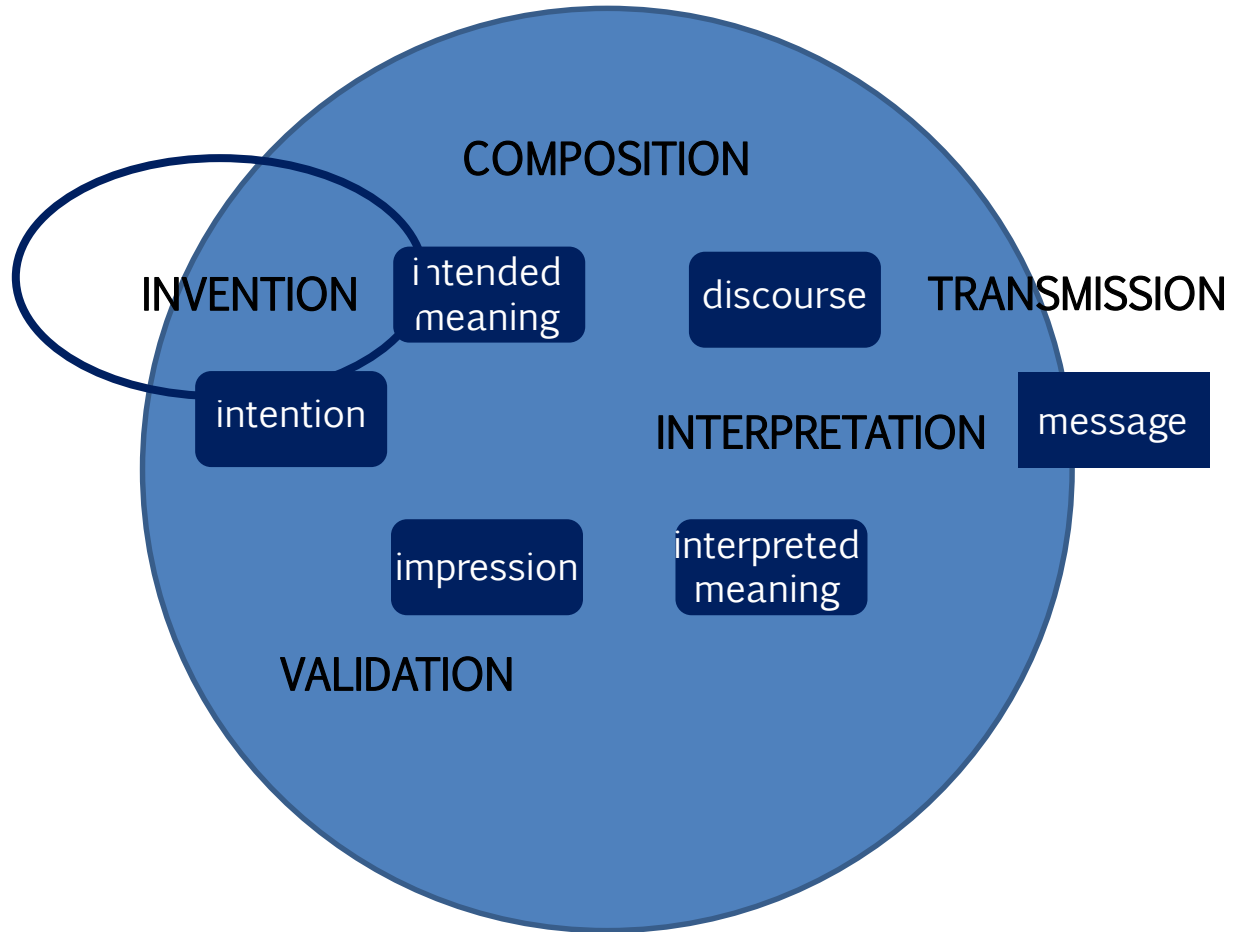 COMPOSITION
INVENTION
intended
meaning
discourse
TRANSMISSION
intention
INTERPRETATION
message
impression
interpreted
meaning
VALIDATION